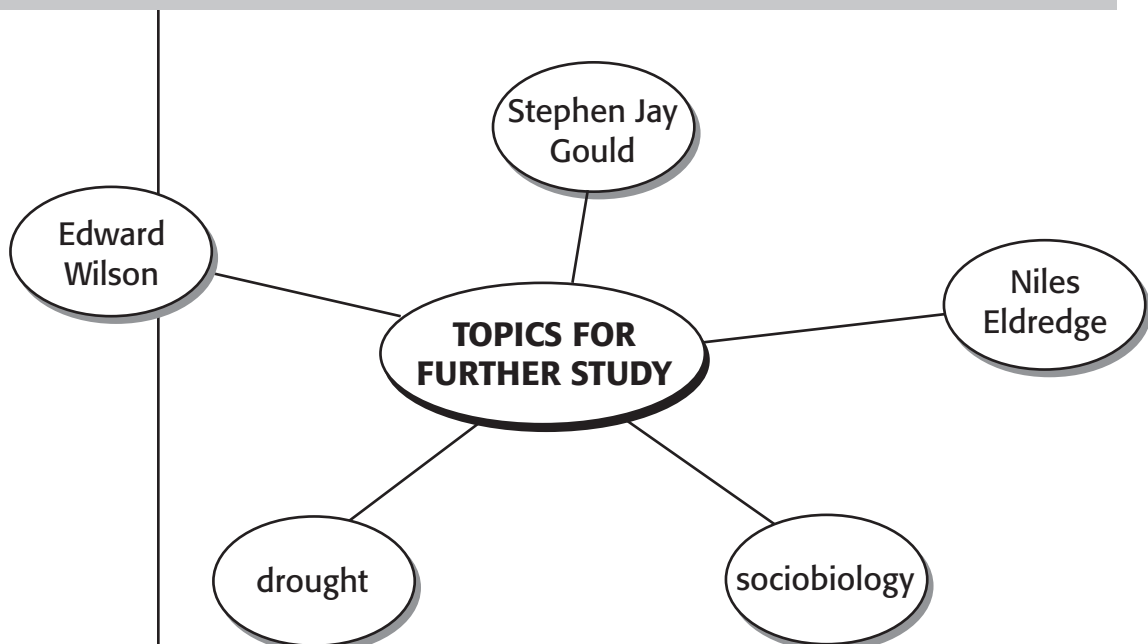 Stephen Jay
Gould
Edward
Wilson
Niles
Eldredge
TOPICS FOR
FURTHER STUDY
drought
sociobiology